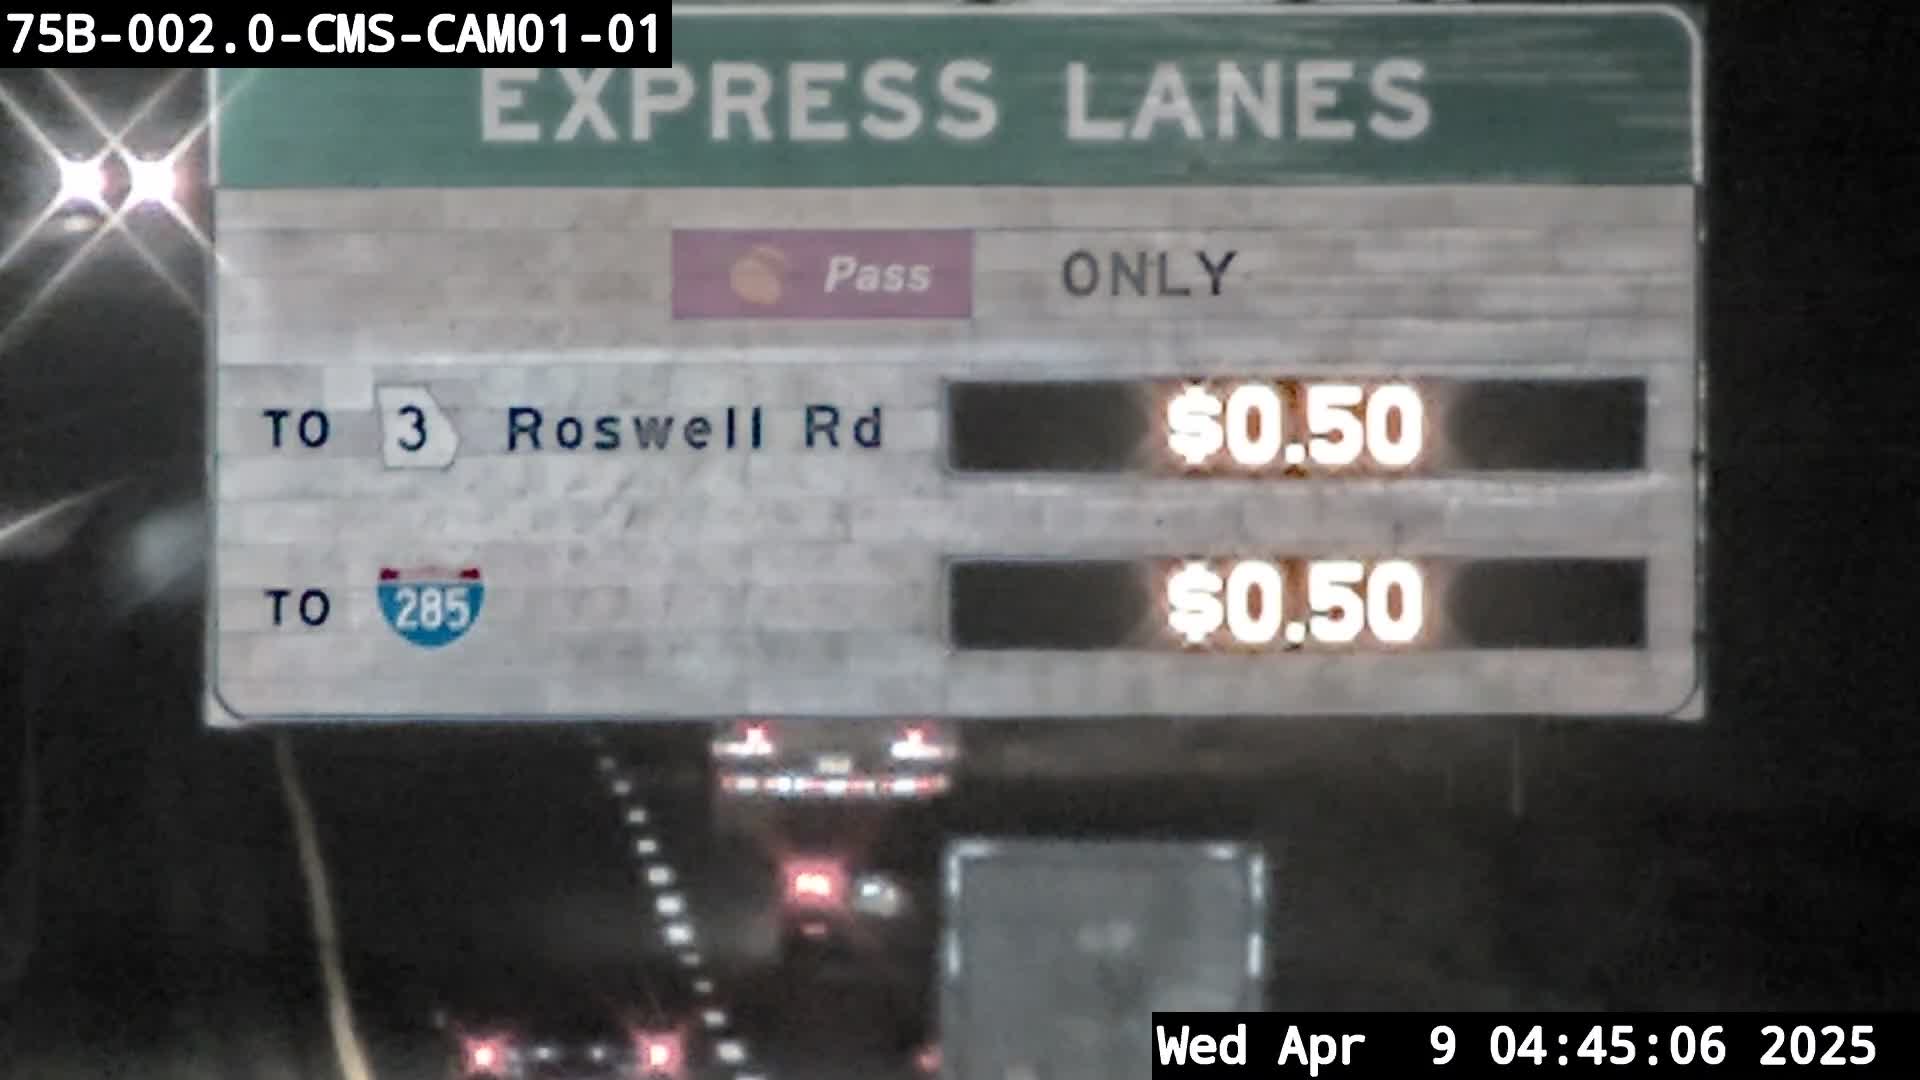 75B-002.0-CMS-CAM01-01
EXPRESS LANES
Pass ONLY
TO 3 Roswell Rd $0.50
TO 285 $0.50
Wed Apr 9 04:45:06 2025